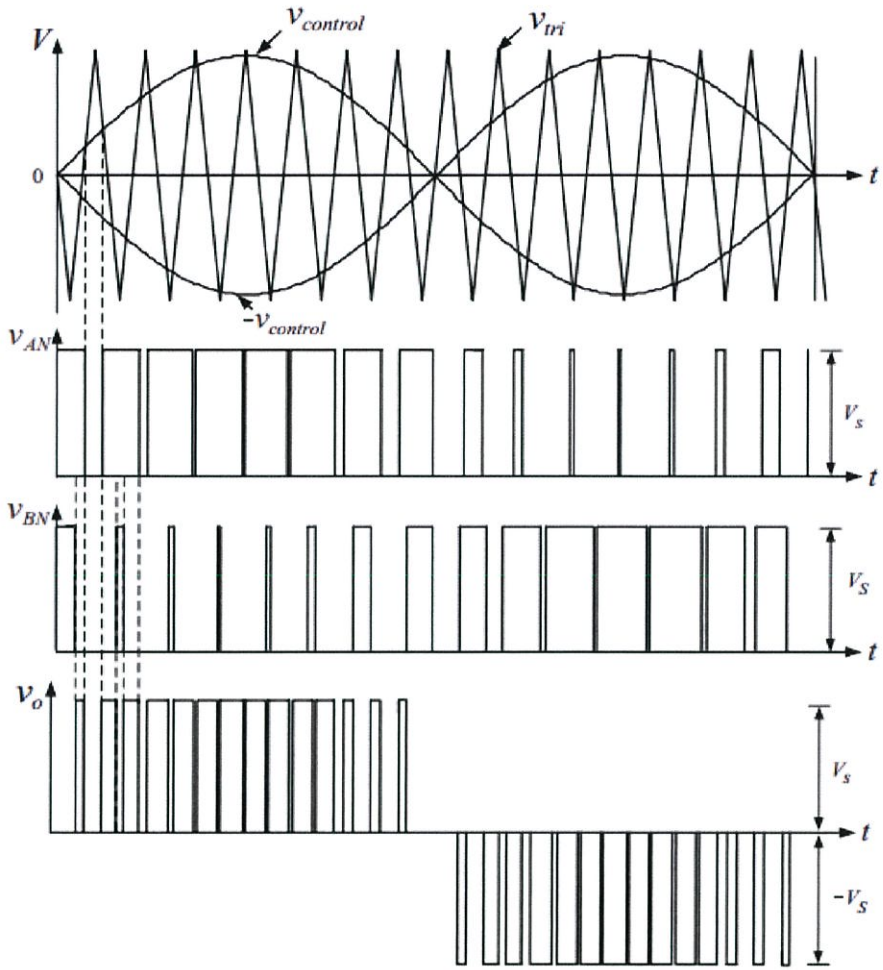 V
v_control
v_tri
0
t
-v_control
v_AN
V_s
t
v_BN
V_S
t
v_o
V_s
t
-V_S